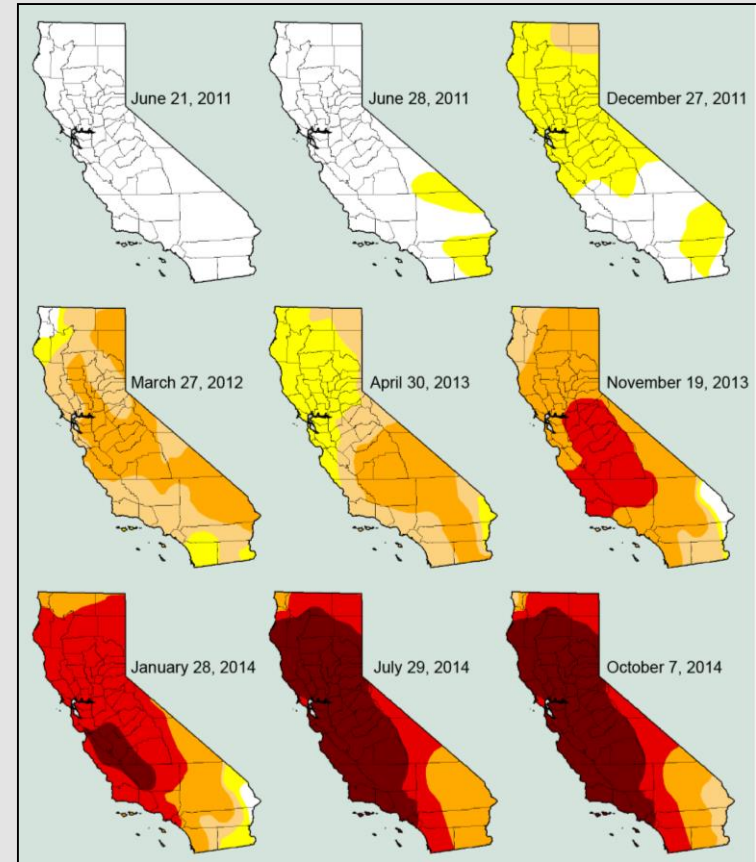 June 21, 2011
June 28, 2011
December 27, 2011
March 27, 2012
April 30, 2013
November 19, 2013
January 28, 2014
July 29, 2014
October 7, 2014